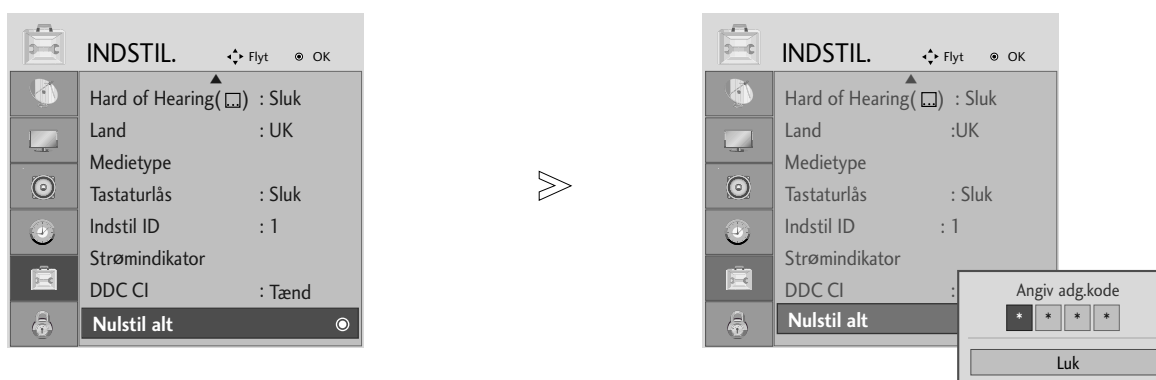 INDSTIL. Flyt OK
Hard of Hearing( ) : Sluk
Land : UK
Medietype
Tastaturlås : Sluk
Indstil ID : 1
Strømindikator
DDC CI : Tænd
Nulstil alt
>
INDSTIL. Flyt OK
Hard of Hearing( ) : Sluk
Land :UK
Medietype
Tastaturlås : Sluk
Indstil ID : 1
Strømindikator
DDC CI :
Nulstil alt
Angiv adg.kode
* * * *
Luk